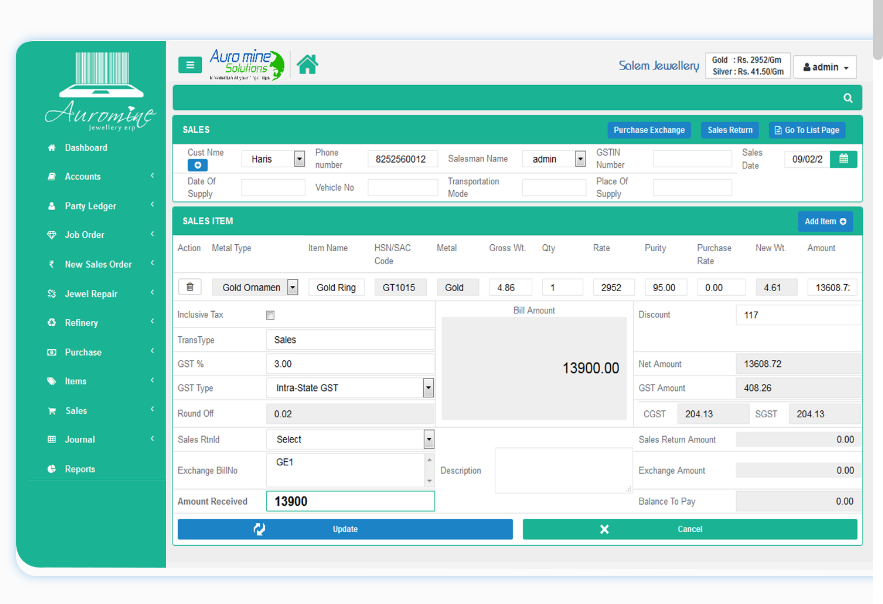 Auromine
Jewellery erp
Dashboard
Accounts
Party Ledger
Job Order
New Sales Order
Jewel Repair
Refinery
Purchase
Items
Sales
Journal
Reports
Auro mine
Solutions
Salem Jewellery
Gold : Rs. 2952/Gm
Silver : Rs. 41.50/Gm
admin
SALES
Purchase Exchange
Sales Return
Go To List Page
Cust Nme
Haris
Phone number
8252560012
Salesman Name
admin
GSTIN Number
Sales Date
09/02/2
Date Of Supply
Vehicle No
Transportation Mode
Place Of Supply
SALES ITEM
Add Item
Action Metal Type Item Name HSN/SAC Code Metal Gross Wt. Qty Rate Purity Purchase Rate New Wt. Amount
Gold Ornamen Gold Ring GT1015 Gold 4.86 1 2952 95.00 0.00 4.61 13608.7
Inclusive Tax
TransType Sales
GST % 3.00
GST Type Intra-State GST
Round Off 0.02
Bill Amount
13900.00
Discount 117
Net Amount 13608.72
GST Amount 408.26
CGST 204.13 SGST 204.13
Sales RtnId Select
Exchange BillNo GE1
Amount Received 13900
Description
Sales Return Amount 0.00
Exchange Amount 0.00
Balance To Pay 0.00
Update
Cancel